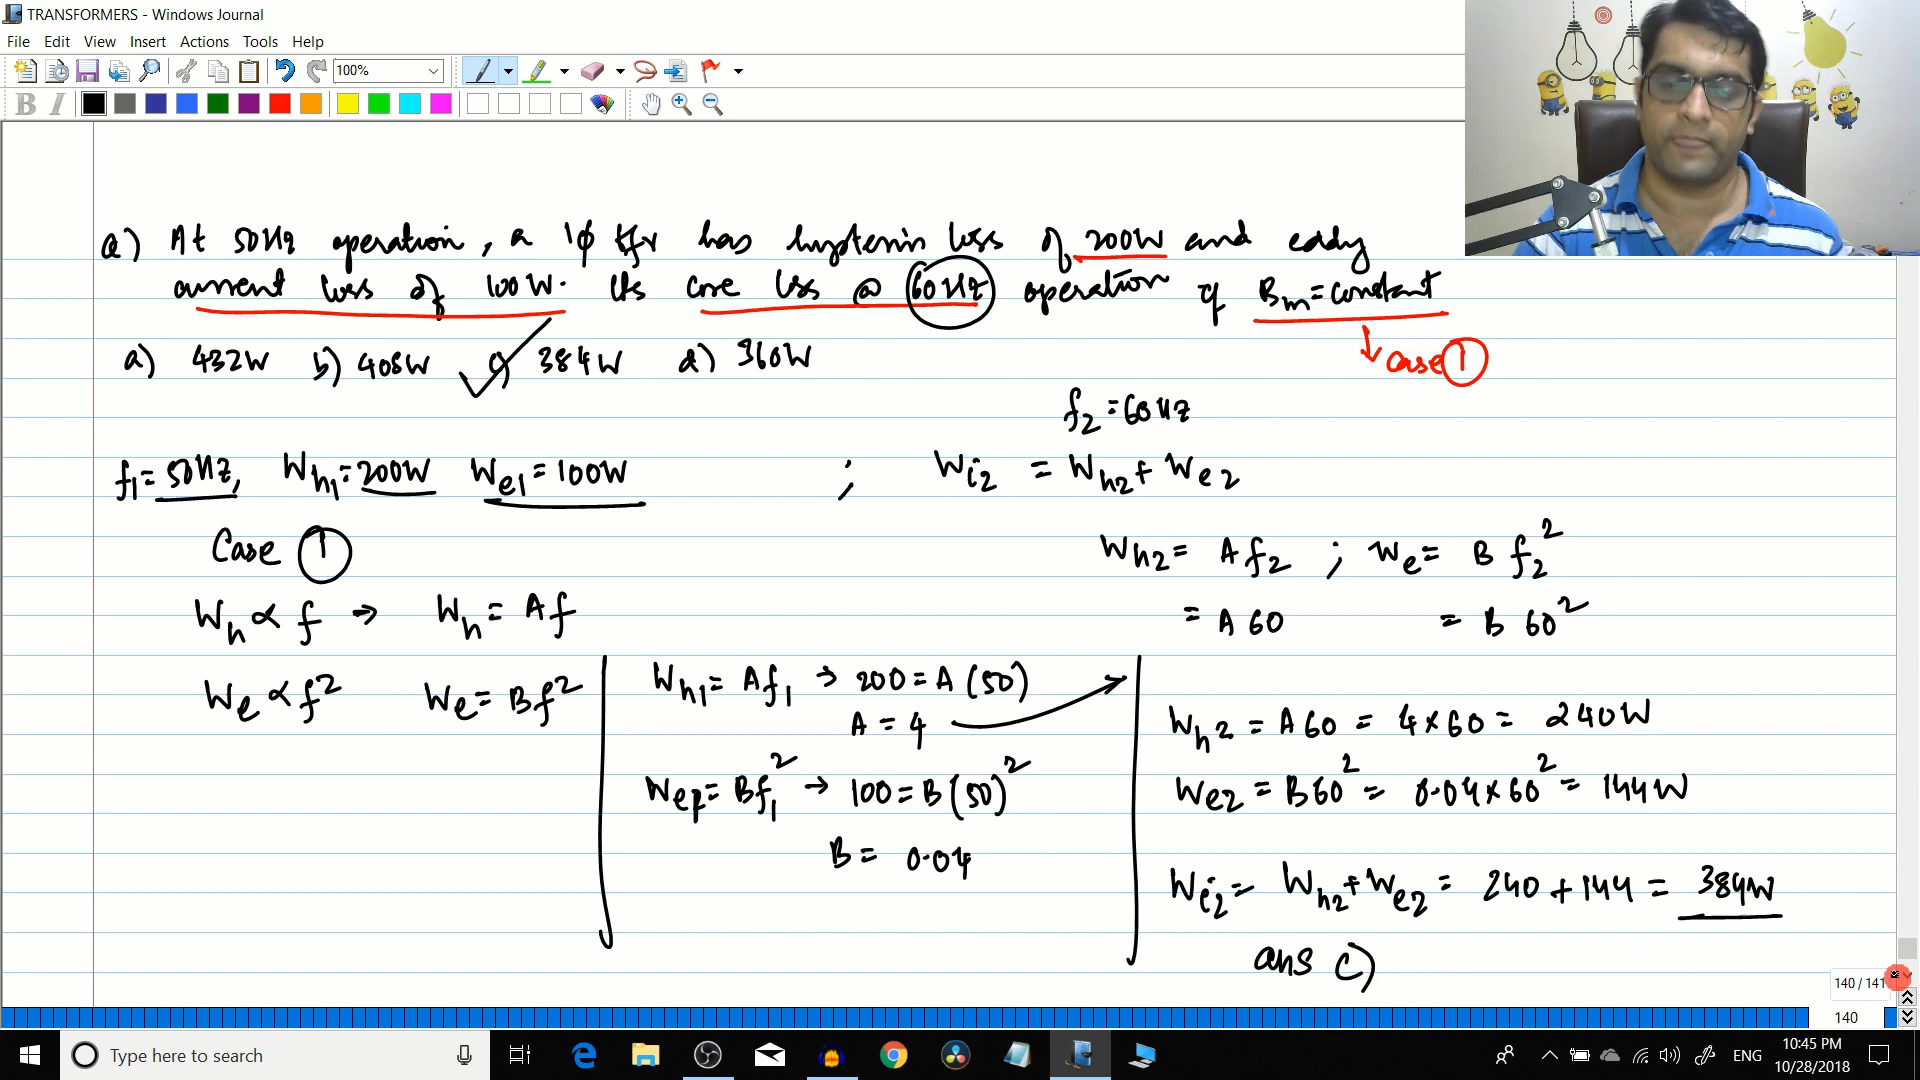 TRANSFORMERS - Windows Journal
File Edit View Insert Actions Tools Help
100%
B I
Q) At 50Hz operation, a 1φ tfr has hysterisis loss of 200W and eddy
current loss of 100W. Its core loss @ 60Hz operation if Bm = constant
↓ case ①
a) 432W b) 408W c) 384W d) 360W
f2 = 60Hz
f1 = 50Hz, Wh1 = 200W We1 = 100W ; Wi2 = Wh2 + We2
Case ①
Wh2 = A f2 ; We = B f2^2
Wh ∝ f → Wh = Af
= A 60 = B 60^2
We ∝ f^2 We = Bf^2
Wh1 = Af1 → 200 = A (50)
A = 4
We1 = Bf1^2 → 100 = B (50)^2
B = 0.04
Wh2 = A 60 = 4 × 60 = 240W
We2 = B 60^2 = 0.04 × 60^2 = 144W
Wi2 = Wh2 + We2 = 240 + 144 = 384W
ans c)
140 / 141
140
Type here to search
ENG
10:45 PM
10/28/2018